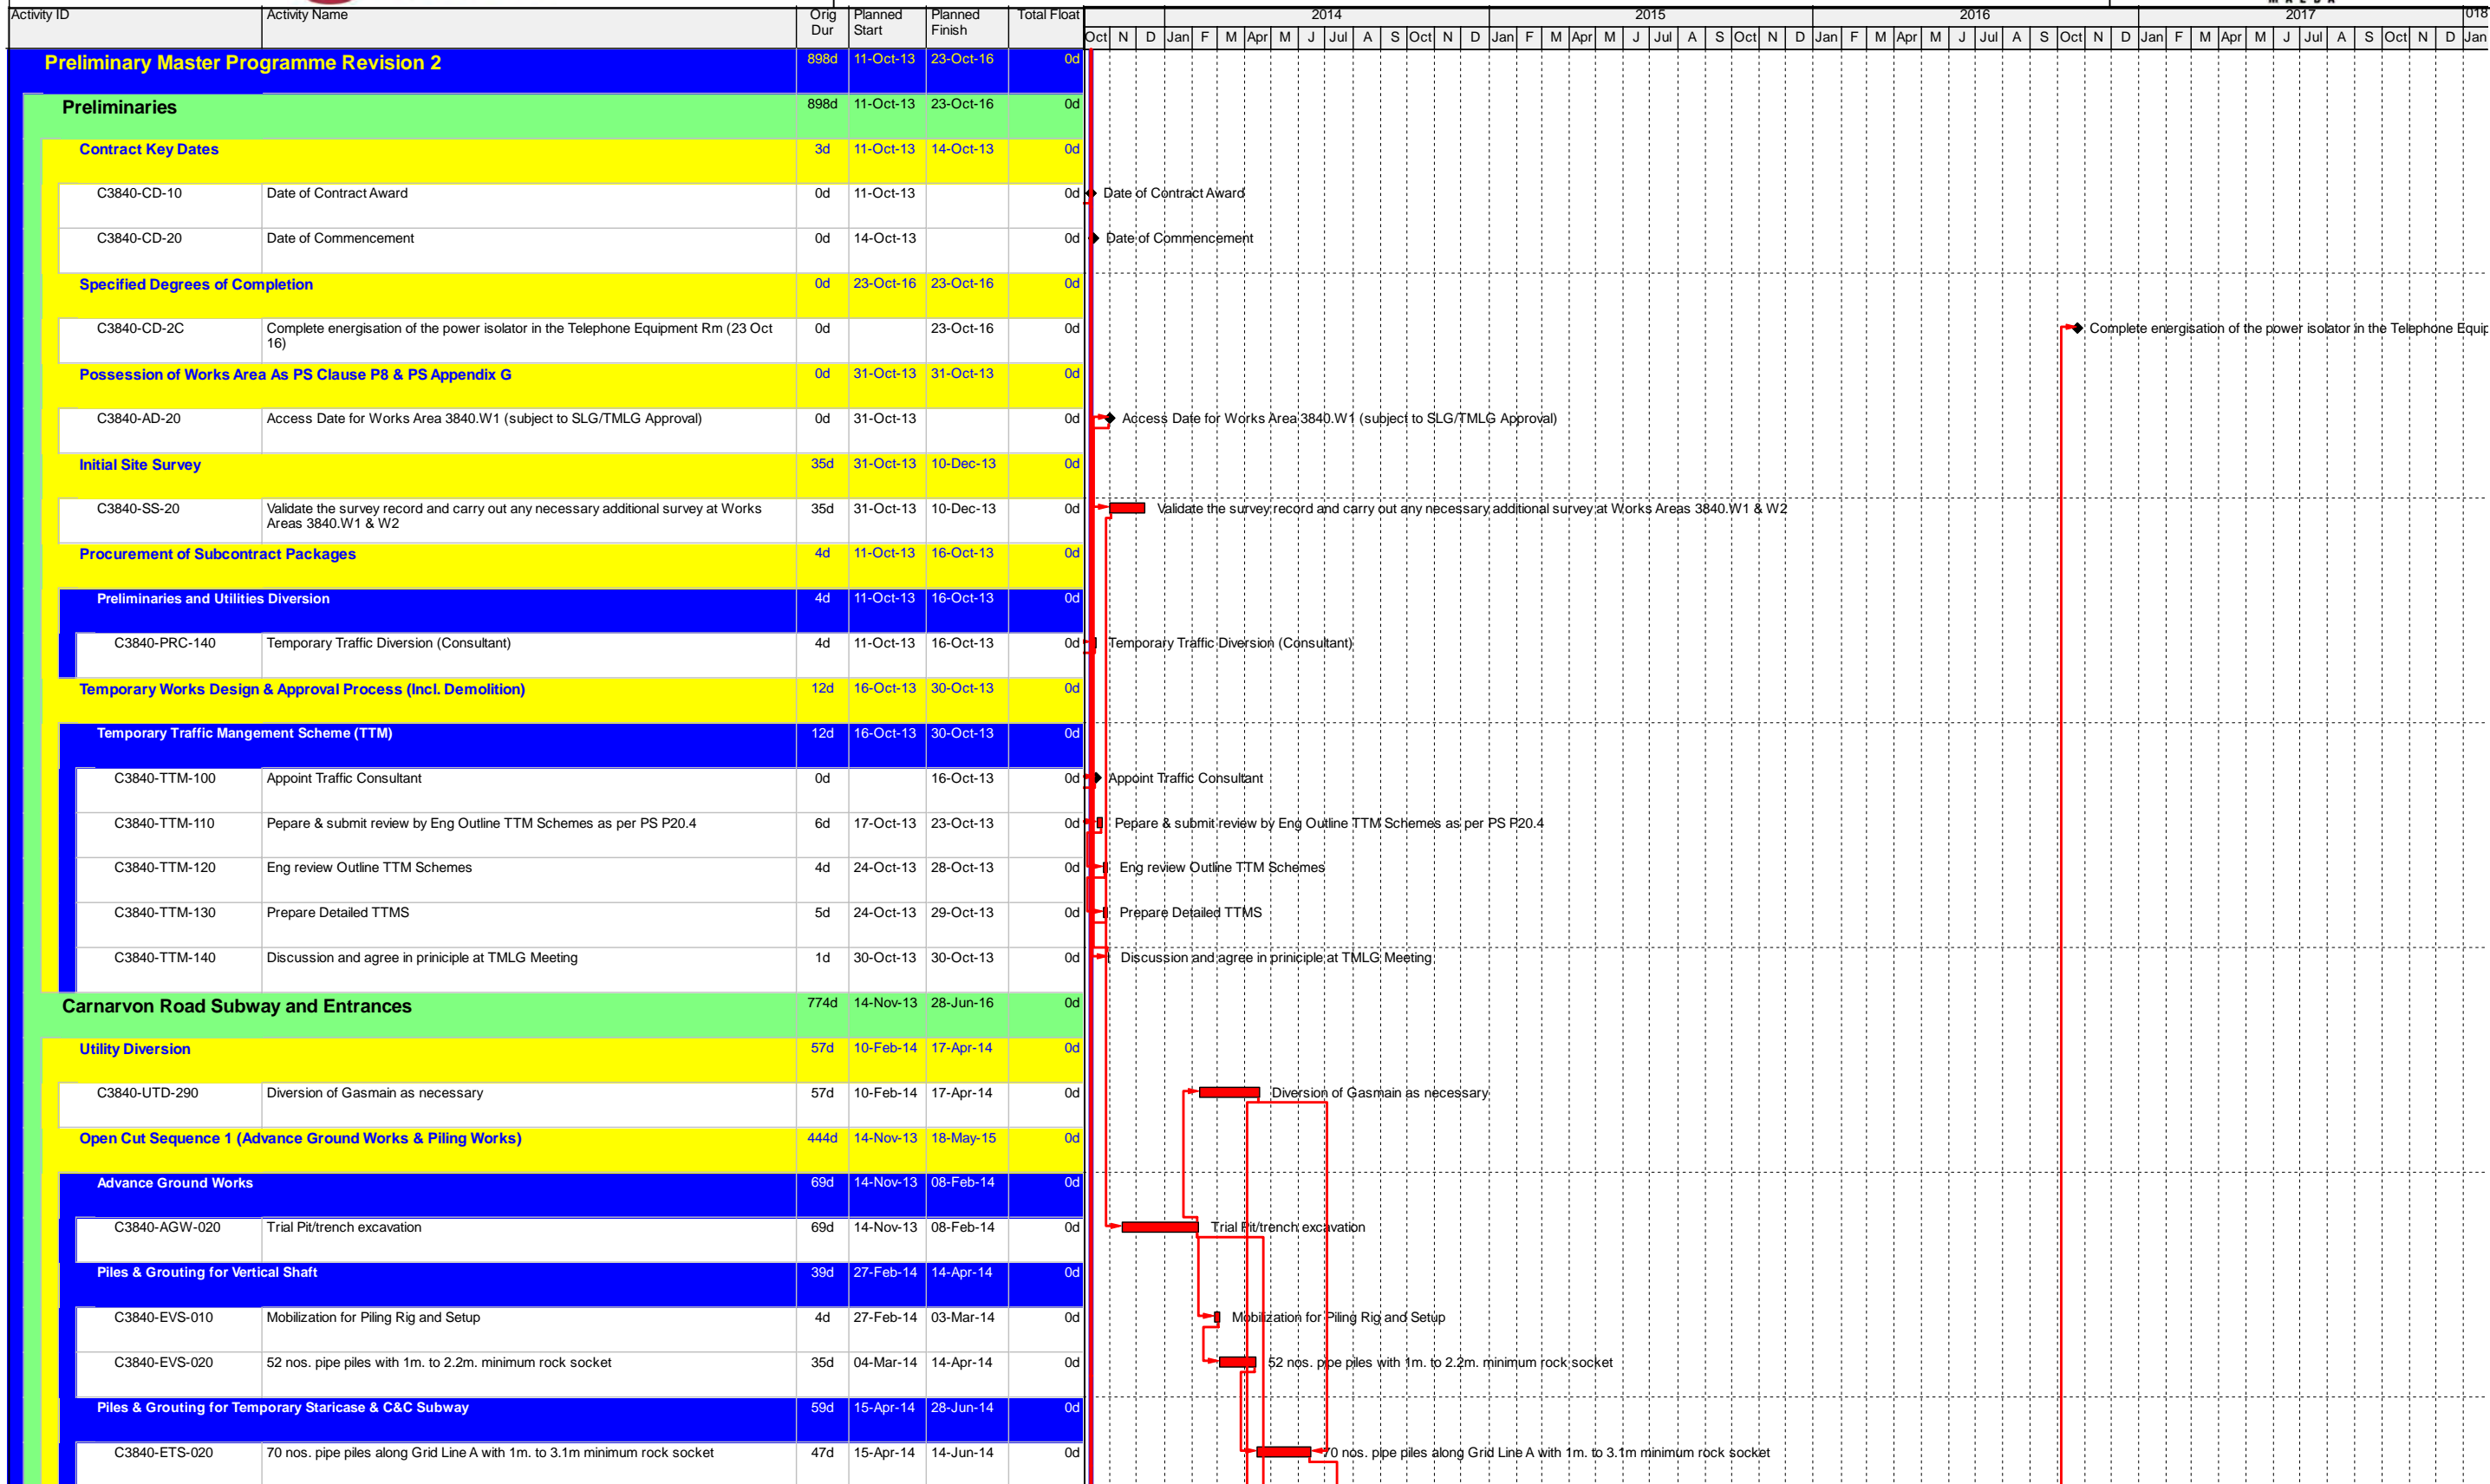 Activity ID Activity Name Orig Dur Planned Start Planned Finish Total Float 2014 2015 2016 2017 018
Oct N D Jan F M Apr M J Jul A S Oct N D Jan F M Apr M J Jul A S Oct N D Jan F M Apr M J Jul A S Oct N D Jan F M Apr M J Jul A S Oct N D Jan
Preliminary Master Programme Revision 2 898d 11-Oct-13 23-Oct-16 0d
Preliminaries 898d 11-Oct-13 23-Oct-16 0d
Contract Key Dates 3d 11-Oct-13 14-Oct-13 0d
C3840-CD-10 Date of Contract Award 0d 11-Oct-13 0d Date of Contract Award
C3840-CD-20 Date of Commencement 0d 14-Oct-13 0d Date of Commencement
Specified Degrees of Completion 0d 23-Oct-16 23-Oct-16 0d
C3840-CD-2C Complete energisation of the power isolator in the Telephone Equipment Rm (23 Oct 0d 23-Oct-16 0d Complete energisation of the power isolator in the Telephone Equip
16)
Possession of Works Area As PS Clause P8 & PS Appendix G 0d 31-Oct-13 31-Oct-13 0d
C3840-AD-20 Access Date for Works Area 3840.W1 (subject to SLG/TMLG Approval) 0d 31-Oct-13 0d Access Date for Works Area 3840.W1 (subject to SLG/TMLG Approval)
Initial Site Survey 35d 31-Oct-13 10-Dec-13 0d
C3840-SS-20 Validate the survey record and carry out any necessary additional survey at Works 35d 31-Oct-13 10-Dec-13 0d Validate the survey record and carry out any necessary additional survey at Works Areas 3840.W1 & W2
Areas 3840.W1 & W2
Procurement of Subcontract Packages 4d 11-Oct-13 16-Oct-13 0d
Preliminaries and Utilities Diversion 4d 11-Oct-13 16-Oct-13 0d
C3840-PRC-140 Temporary Traffic Diversion (Consultant) 4d 11-Oct-13 16-Oct-13 0d Temporary Traffic Diversion (Consultant)
Temporary Works Design & Approval Process (Incl. Demolition) 12d 16-Oct-13 30-Oct-13 0d
Temporary Traffic Mangement Scheme (TTM) 12d 16-Oct-13 30-Oct-13 0d
C3840-TTM-100 Appoint Traffic Consultant 0d 16-Oct-13 0d Appoint Traffic Consultant
C3840-TTM-110 Pepare & submit review by Eng Outline TTM Schemes as per PS P20.4 6d 17-Oct-13 23-Oct-13 0d Pepare & submit review by Eng Outline TTM Schemes as per PS P20.4
C3840-TTM-120 Eng review Outline TTM Schemes 4d 24-Oct-13 28-Oct-13 0d Eng review Outline TTM Schemes
C3840-TTM-130 Prepare Detailed TTMS 5d 24-Oct-13 29-Oct-13 0d Prepare Detailed TTMS
C3840-TTM-140 Discussion and agree in priniciple at TMLG Meeting 1d 30-Oct-13 30-Oct-13 0d Discussion and agree in priniciple at TMLG Meeting
Carnarvon Road Subway and Entrances 774d 14-Nov-13 28-Jun-16 0d
Utility Diversion 57d 10-Feb-14 17-Apr-14 0d
C3840-UTD-290 Diversion of Gasmain as necessary 57d 10-Feb-14 17-Apr-14 0d Diversion of Gasmain as necessary
Open Cut Sequence 1 (Advance Ground Works & Piling Works) 444d 14-Nov-13 18-May-15 0d
Advance Ground Works 69d 14-Nov-13 08-Feb-14 0d
C3840-AGW-020 Trial Pit/trench excavation 69d 14-Nov-13 08-Feb-14 0d Trial Pit/trench excavation
Piles & Grouting for Vertical Shaft 39d 27-Feb-14 14-Apr-14 0d
C3840-EVS-010 Mobilization for Piling Rig and Setup 4d 27-Feb-14 03-Mar-14 0d Mobilization for Piling Rig and Setup
C3840-EVS-020 52 nos. pipe piles with 1m. to 2.2m. minimum rock socket 35d 04-Mar-14 14-Apr-14 0d 52 nos. pipe piles with 1m. to 2.2m. minimum rock socket
Piles & Grouting for Temporary Staricase & C&C Subway 59d 15-Apr-14 28-Jun-14 0d
C3840-ETS-020 70 nos. pipe piles along Grid Line A with 1m. to 3.1m minimum rock socket 47d 15-Apr-14 14-Jun-14 0d 70 nos. pipe piles along Grid Line A with 1m. to 3.1m minimum rock socket